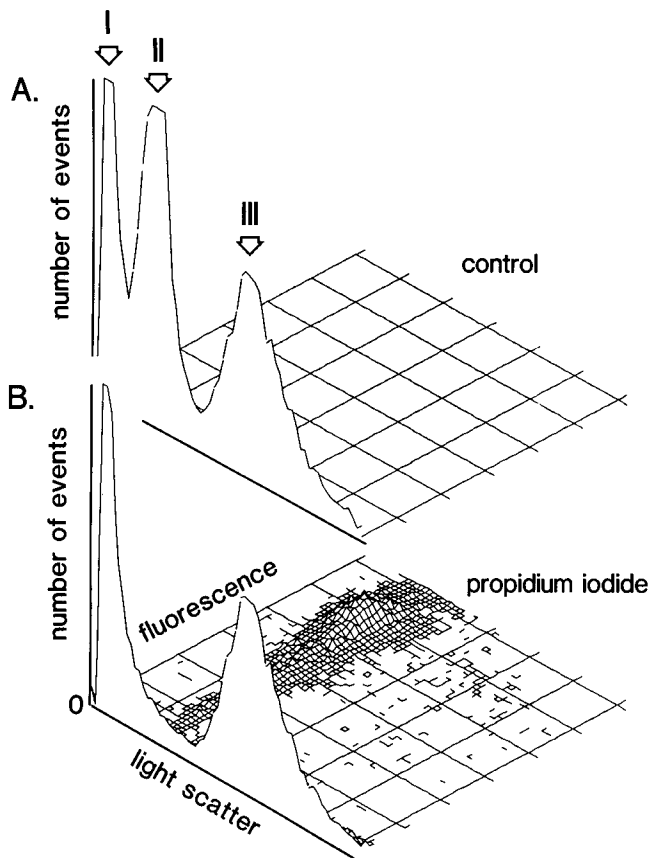 I
II
A.
number of events
III
control
B.
number of events
fluorescence
propidium iodide
0
light scatter